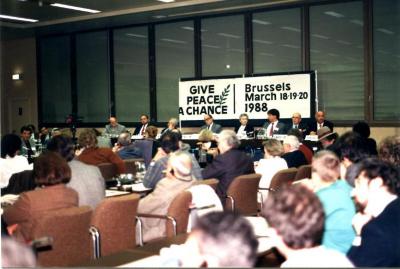 GIVE
PEACE
A CHANCE
Brussels
March 18·19·20
1988